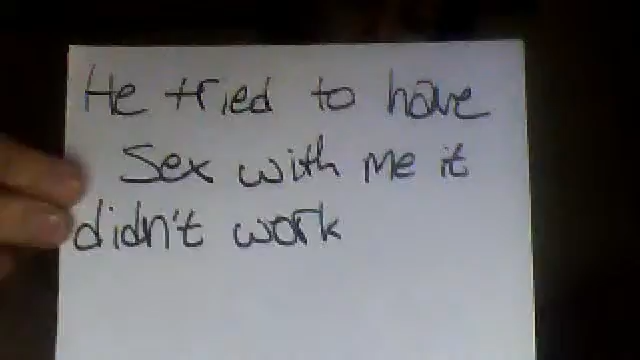 He tried to have
Sex with me it
didn't work